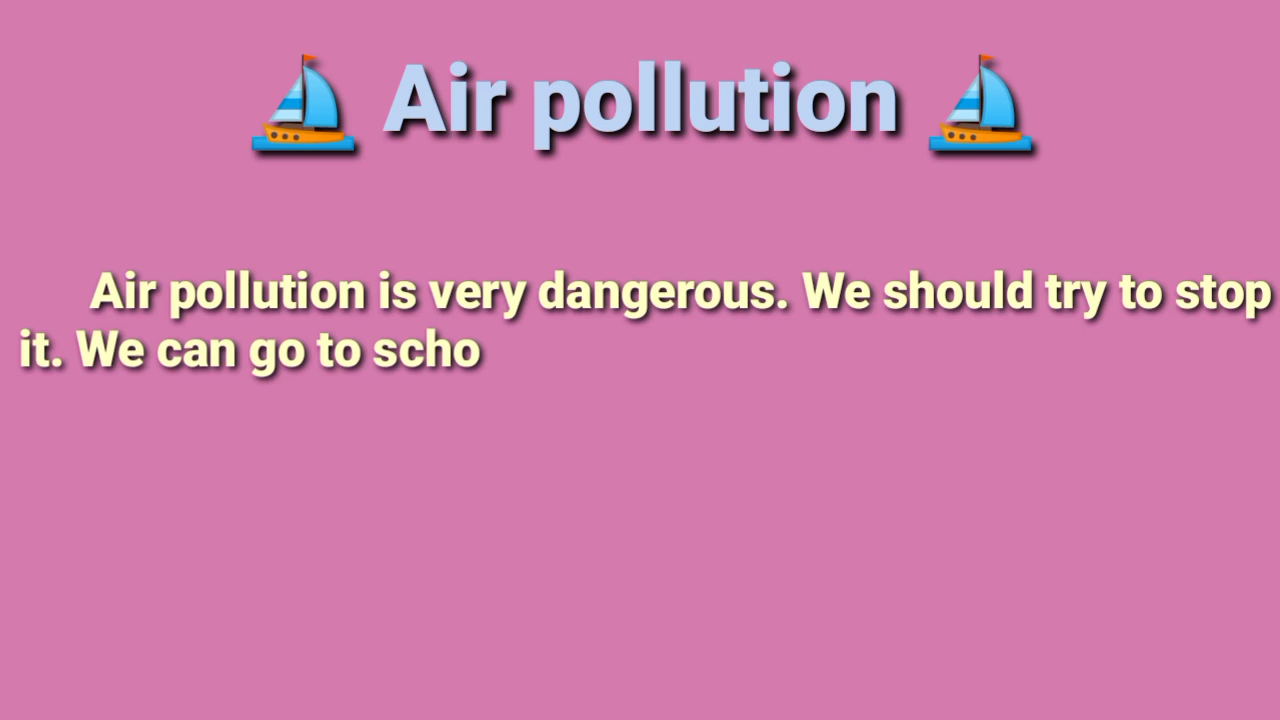 ⛵ Air pollution ⛵
Air pollution is very dangerous. We should try to stop
it. We can go to scho